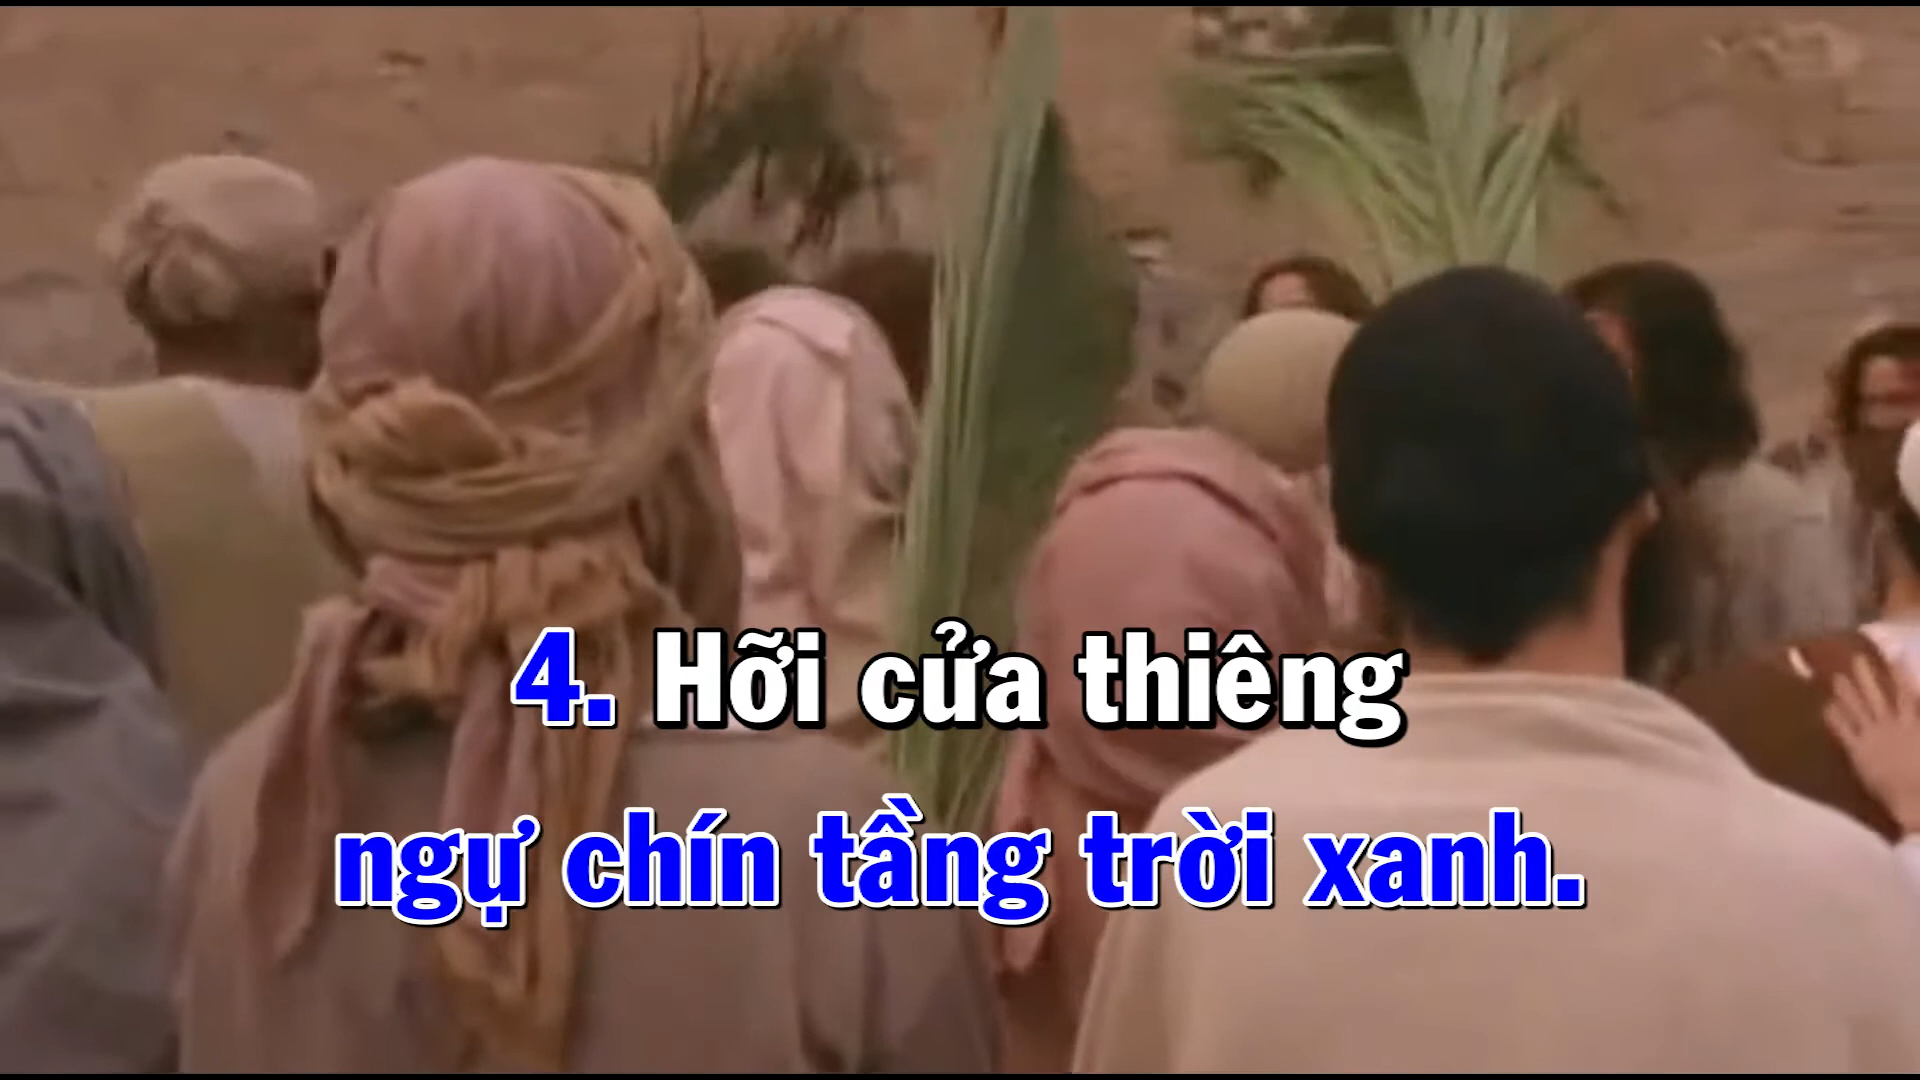 4. Hỡi cửa thiêng
ngự chín tầng trời xanh.